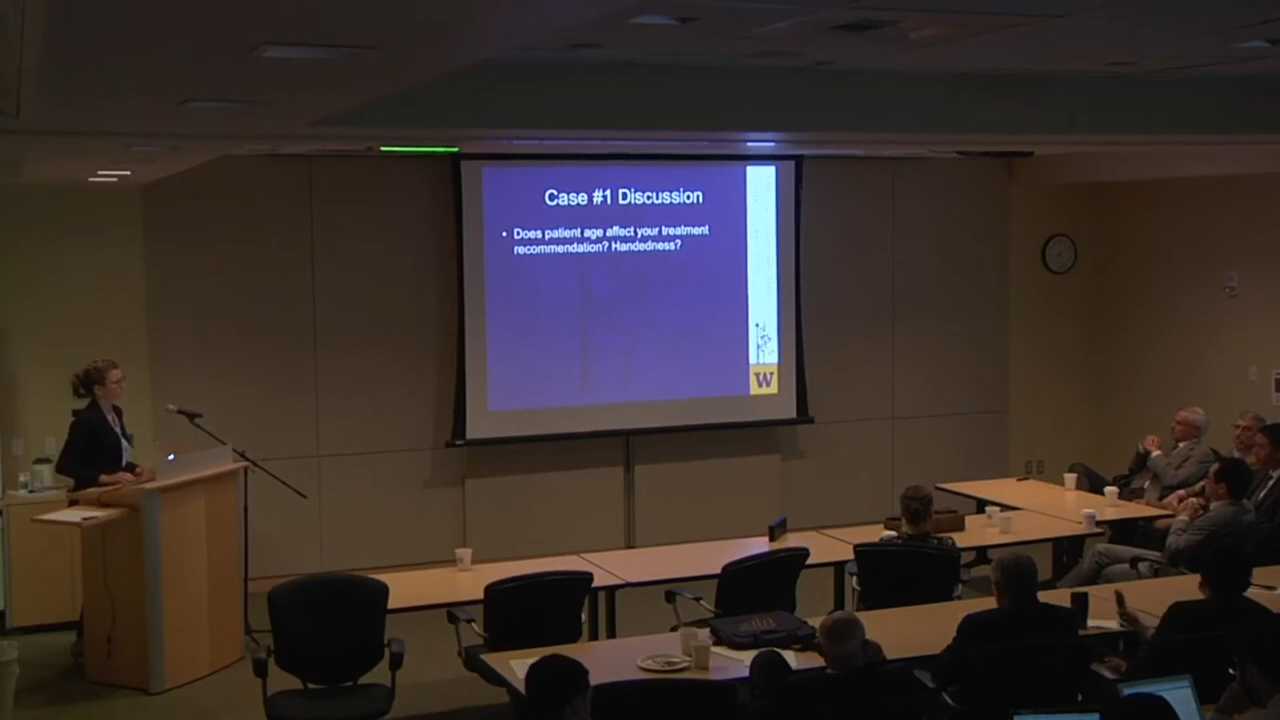 Case #1 Discussion
• Does patient age affect your treatment
recommendation? Handedness?
W